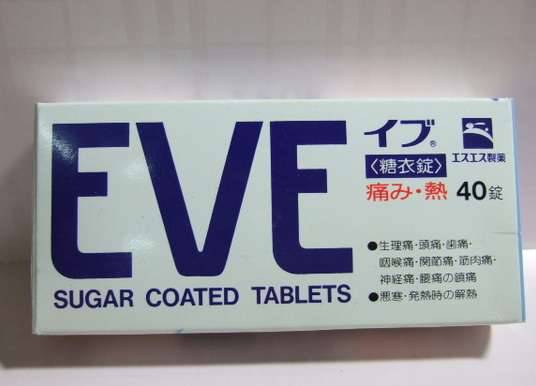 EVE
SUGAR COATED TABLETS
イブ®
〈糖衣錠〉
痛み・熱 40錠
エスエス製薬
●生理痛・頭痛・歯痛・
咽喉痛・関節痛・筋肉痛・
神経痛・腰痛の鎮痛
●悪寒・発熱時の解熱